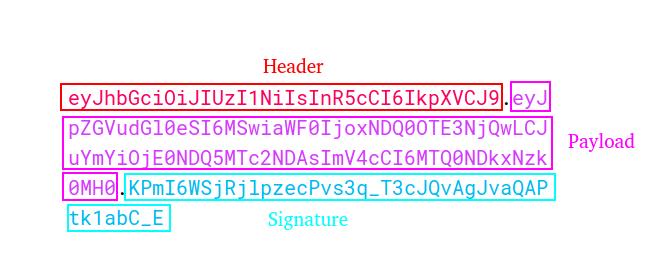 Header
eyJhbGciOiJIUzI1NiIsInR5cCI6IkpXVCJ9.eyJ
pZGVudGl0eSI6MSwiaWF0IjoxNDQ0OTE3NjQwLCJ
uYmYiOjE0NDQ5MTc2NDAsImV4cCI6MTQ0NDkxNzk
Payload
0MH0.KPmI6WSjRjlpzecPvs3q_T3cJQvAgJvaQAP
tk1abC_E
Signature